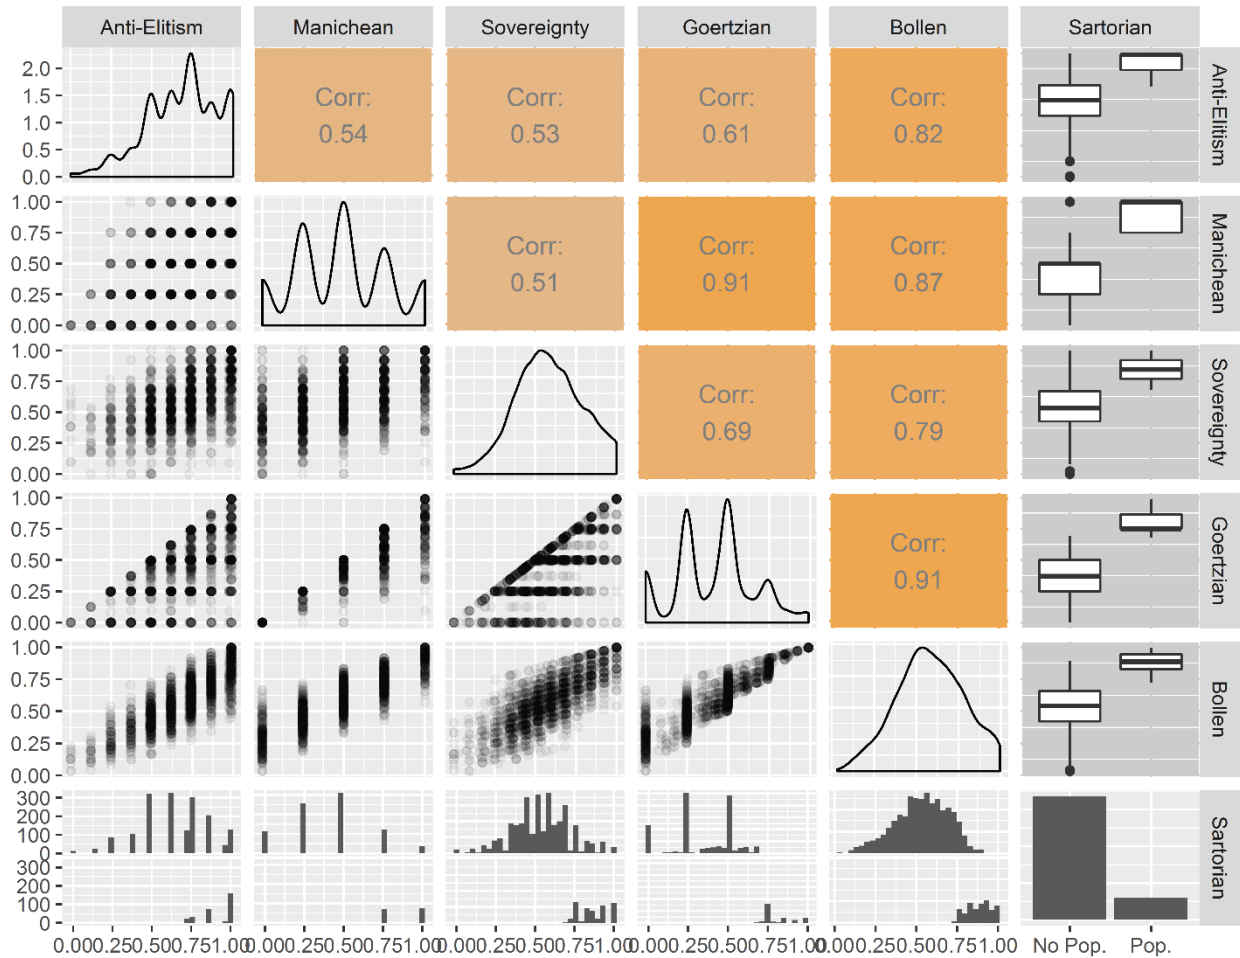 Anti-Elitism Manichean Sovereignty Goertzian Bollen Sartorian
2.0
1.5
1.0
0.5
0.0
Corr:
0.54
Corr:
0.53
Corr:
0.61
Corr:
0.82
Anti-Elitism
1.00
0.75
0.50
0.25
0.00
Corr:
0.51
Corr:
0.91
Corr:
0.87
Manichean
1.00
0.75
0.50
0.25
0.00
Corr:
0.69
Corr:
0.79
Sovereignty
1.00
0.75
0.50
0.25
0.00
Corr:
0.91
Goertzian
1.00
0.75
0.50
0.25
0.00
Bollen
300
200
100
0
300
200
100
0
Sartorian
0.000.250.500.751.00 0.000.250.500.751.00 0.000.250.500.751.00 0.000.250.500.751.00 0.000.250.500.751.00 No Pop. Pop.